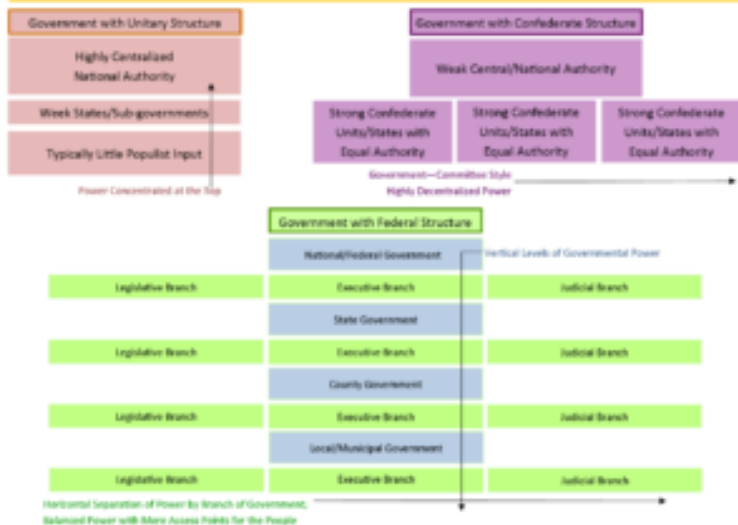 Government with Unitary Structure
Highly Centralized
National Authority
Week States/Sub-governments
Typically Little Populist Input
Power Concentrated at the Top
Government with Confederate Structure
Weak Central/National Authority
Strong Confederate
Units/States with
Equal Authority
Strong Confederate
Units/States with
Equal Authority
Strong Confederate
Units/States with
Equal Authority
Government—Committee Style
Highly Decentralized Power
Government with Federal Structure
National/Federal Government
Vertical Levels of Governmental Power
Legislative Branch
Executive Branch
Judicial Branch
State Government
Legislative Branch
Executive Branch
Judicial Branch
County Government
Legislative Branch
Executive Branch
Judicial Branch
Local/Municipal Government
Legislative Branch
Executive Branch
Judicial Branch
Horizontal Separation of Power by Branch of Government,
Balanced Power with More Access Points for the People